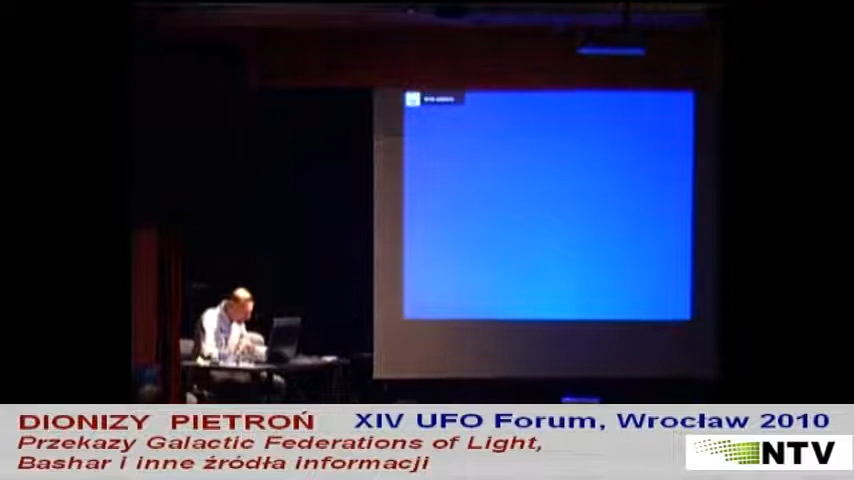 DIONIZY PIETROŃ
XIV UFO Forum, Wrocław 2010
Przekazy Galactic Federations of Light,
Bashar i inne źródła informacji
NTV